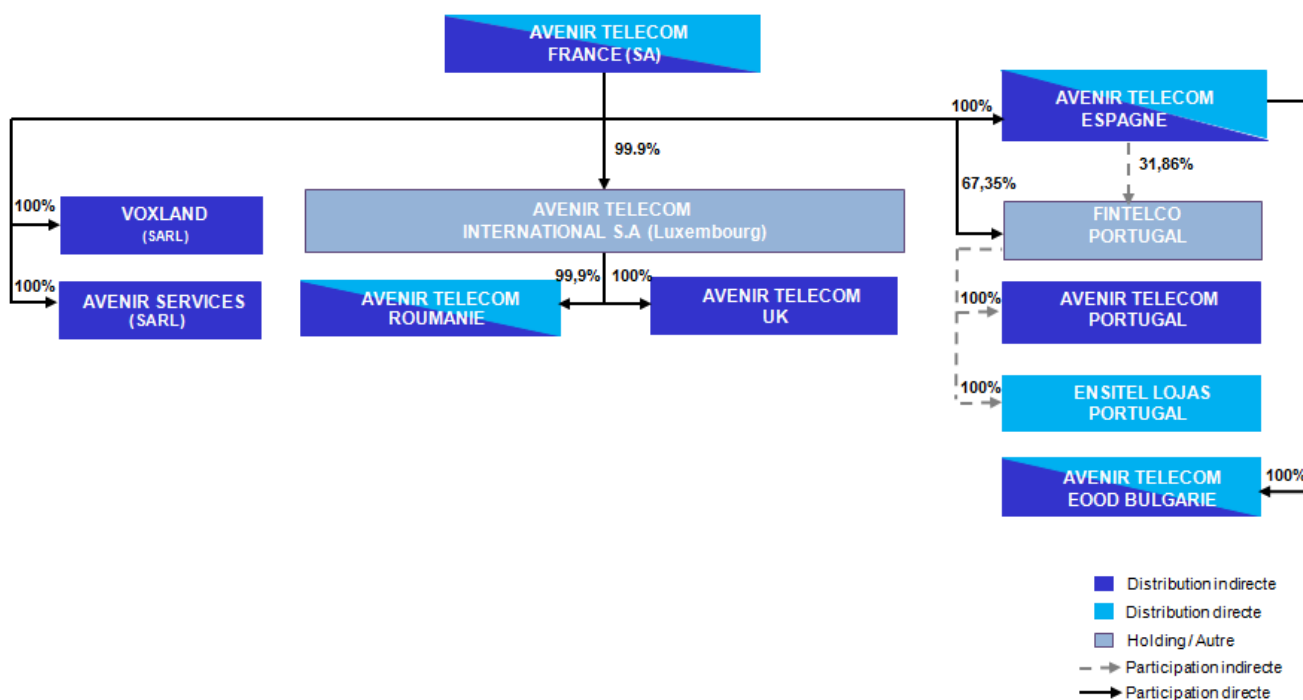 AVENIR TELECOM
FRANCE (SA)
100%
AVENIR TELECOM
ESPAGNE
99.9%
31,86%
67,35%
100%
VOXLAND
(SARL)
AVENIR TELECOM
INTERNATIONAL S.A (Luxembourg)
FINTELCO
PORTUGAL
100%
AVENIR SERVICES
(SARL)
99,9%
100%
AVENIR TELECOM
ROUMANIE
AVENIR TELECOM
UK
100%
AVENIR TELECOM
PORTUGAL
100%
ENSITEL LOJAS
PORTUGAL
AVENIR TELECOM
EOOD BULGARIE
100%
Distribution indirecte
Distribution directe
Holding / Autre
Participation indirecte
Participation directe